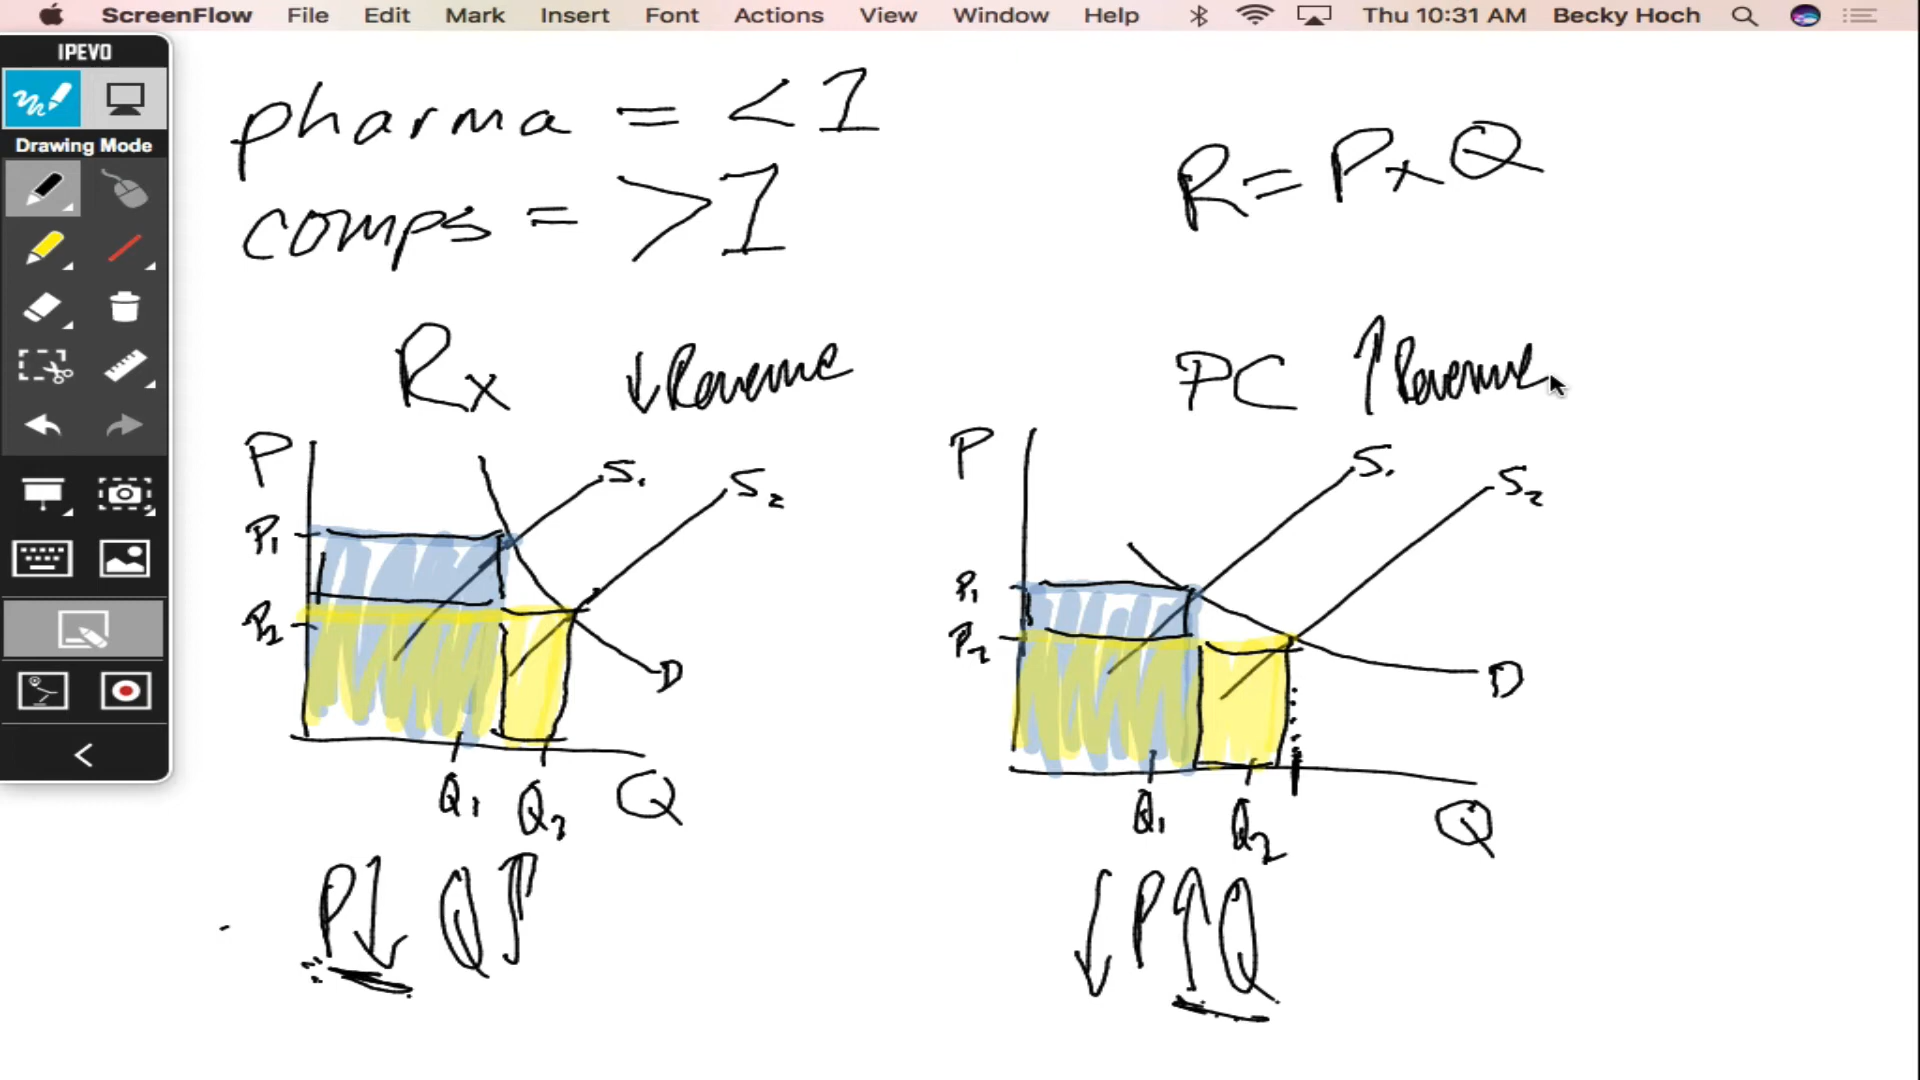 ScreenFlow File Edit Mark Insert Font Actions View Window Help Thu 10:31 AM Becky Hoch
IPEVO
Drawing Mode
pharma = <1
comps = >1
R = P x Q
Rx ↓Revenue
PC ↑Revenue
P
S1
S2
P1
P2
D
Q1
Q2
Q
P↓ Q↑
P
S1
S2
P1
P2
D
Q1
Q2
Q
↓P ↑Q